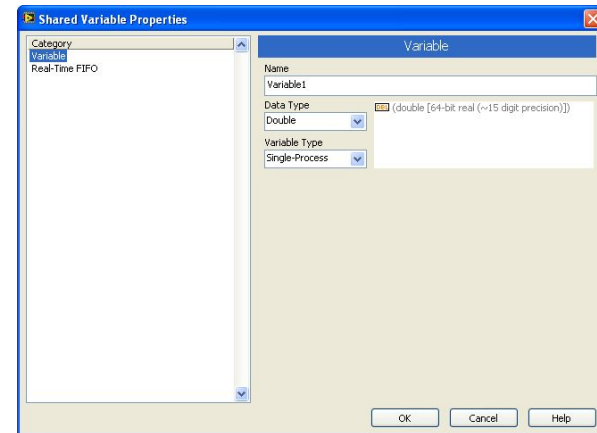 Shared Variable Properties
Category
Variable
Real-Time FIFO
Variable
Name
Variable1
Data Type
Double
DBL (double [64-bit real (~15 digit precision)])
Variable Type
Single-Process
OK
Cancel
Help